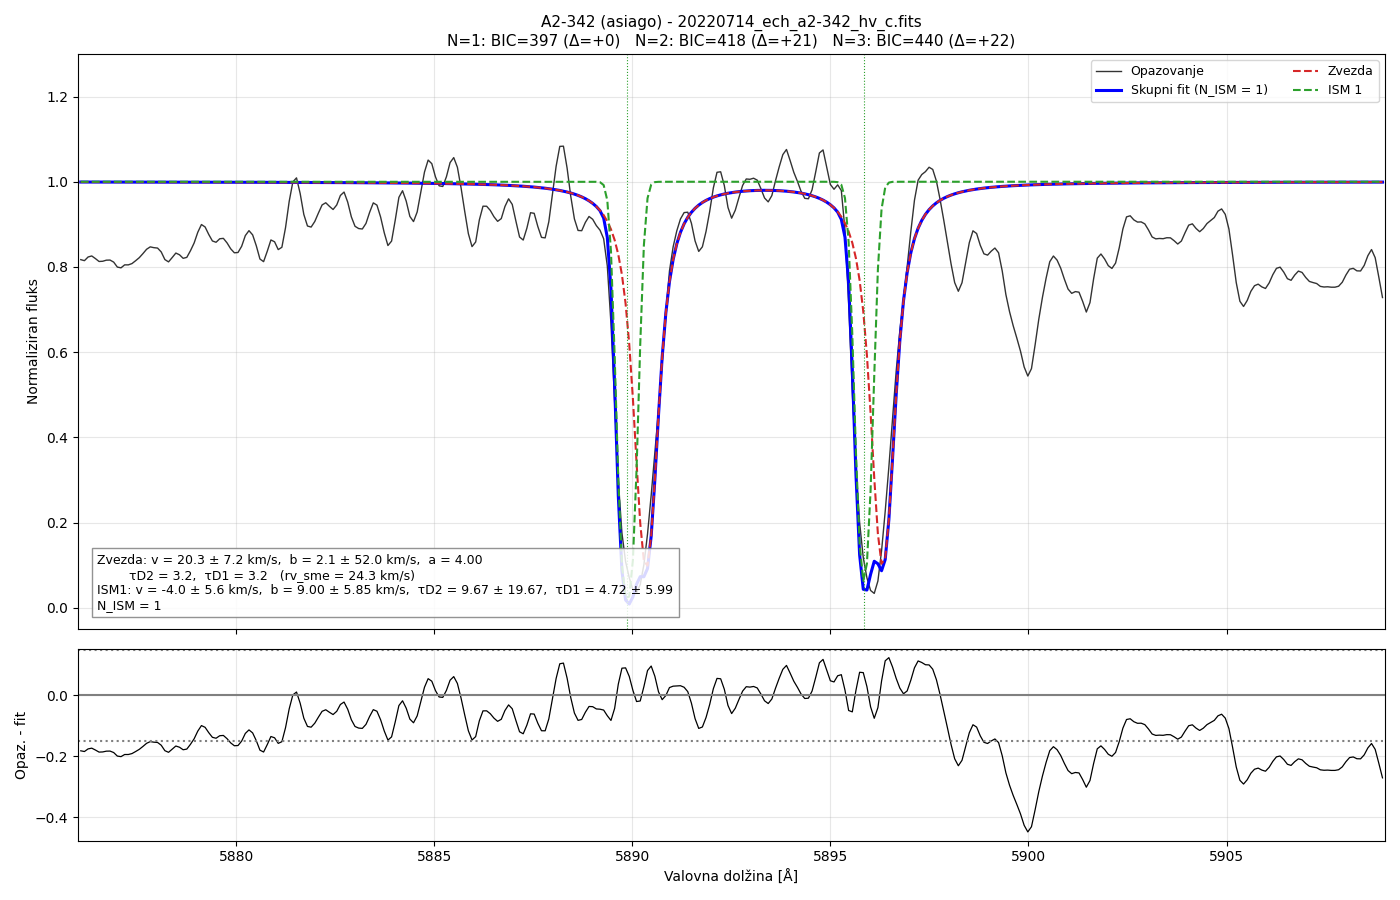 A2-342 (asiago) - 20220714_ech_a2-342_hv_c.fits
N=1: BIC=397 (Δ=+0)   N=2: BIC=418 (Δ=+21)   N=3: BIC=440 (Δ=+22)
Opazovanje
Skupni fit (N_ISM = 1)
Zvezda
ISM 1
Normaliziran fluks
1.2
1.0
0.8
0.6
0.4
0.2
0.0
Zvezda: v = 20.3 ± 7.2 km/s,  b = 2.1 ± 52.0 km/s,  a = 4.00
τD2 = 3.2,  τD1 = 3.2   (rv_sme = 24.3 km/s)
ISM1: v = -4.0 ± 5.6 km/s,  b = 9.00 ± 5.85 km/s,  τD2 = 9.67 ± 19.67,  τD1 = 4.72 ± 5.99
N_ISM = 1
Opaz. - fit
0.0
−0.2
−0.4
5880
5885
5890
5895
5900
5905
Valovna dolžina [Å]